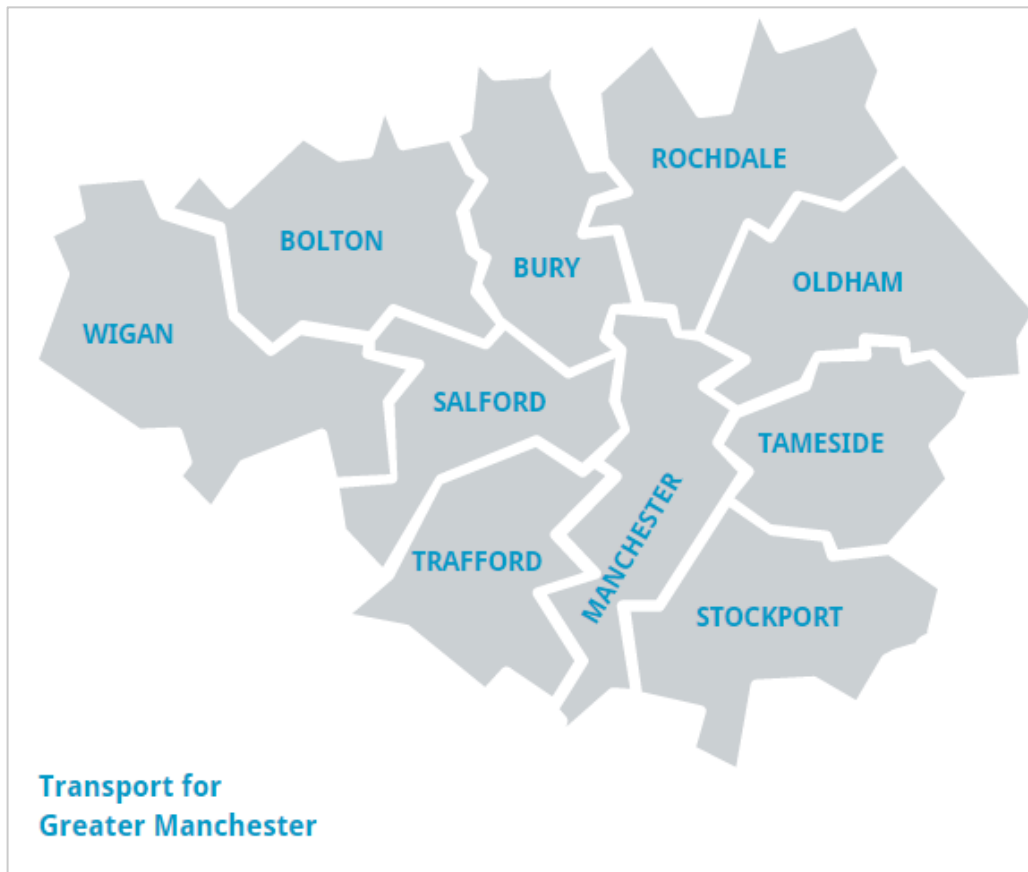 ROCHDALE
BOLTON
BURY
OLDHAM
WIGAN
SALFORD
TAMESIDE
MANCHESTER
TRAFFORD
STOCKPORT
Transport for
Greater Manchester